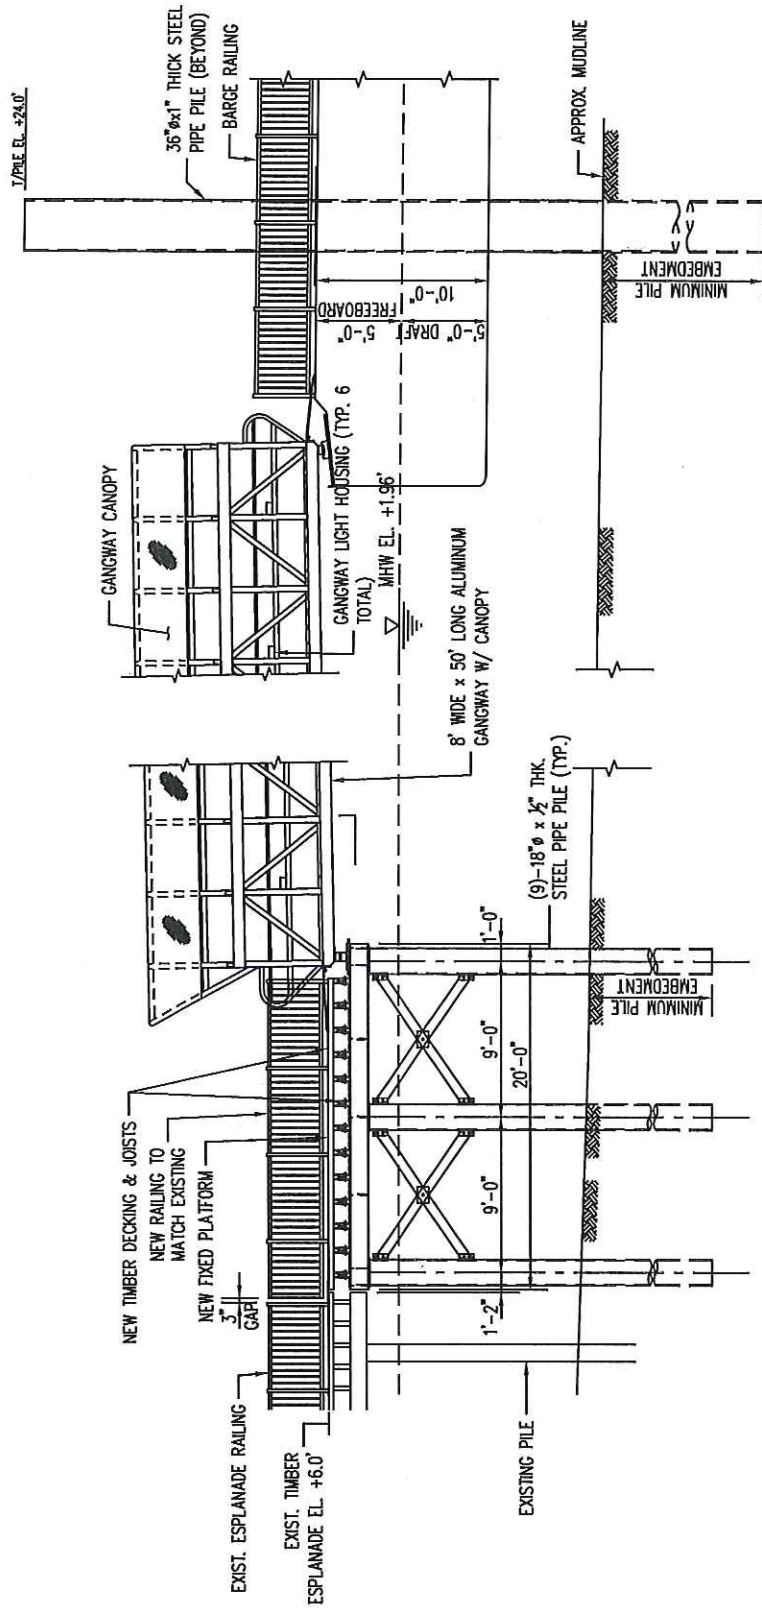 T/PILE EL. +24.0'
36"øx1" THICK STEEL
PIPE PILE (BEYOND)
BARGE RAILING
GANGWAY CANOPY
NEW TIMBER DECKING & JOISTS
NEW RAILING TO
MATCH EXISTING
NEW FIXED PLATFORM
3"
GAP
EXIST. ESPLANADE RAILING
EXIST. TIMBER
ESPLANADE EL. +6.0'
GANGWAY LIGHT HOUSING (TYP. 6
TOTAL)
MHW EL. +1.96'
8' WIDE x 50' LONG ALUMINUM
GANGWAY W/ CANOPY
5'-0"
FREEBOARD
5'-0" DRAFT
10'-0"
APPROX. MUDLINE
MINIMUM PILE
EMBEDMENT
(9)-18"ø x ½" THK.
STEEL PIPE PILE (TYP.)
1'-2"
9'-0"
9'-0"
1'-0"
20'-0"
MINIMUM PILE
EMBEDMENT
EXISTING PILE